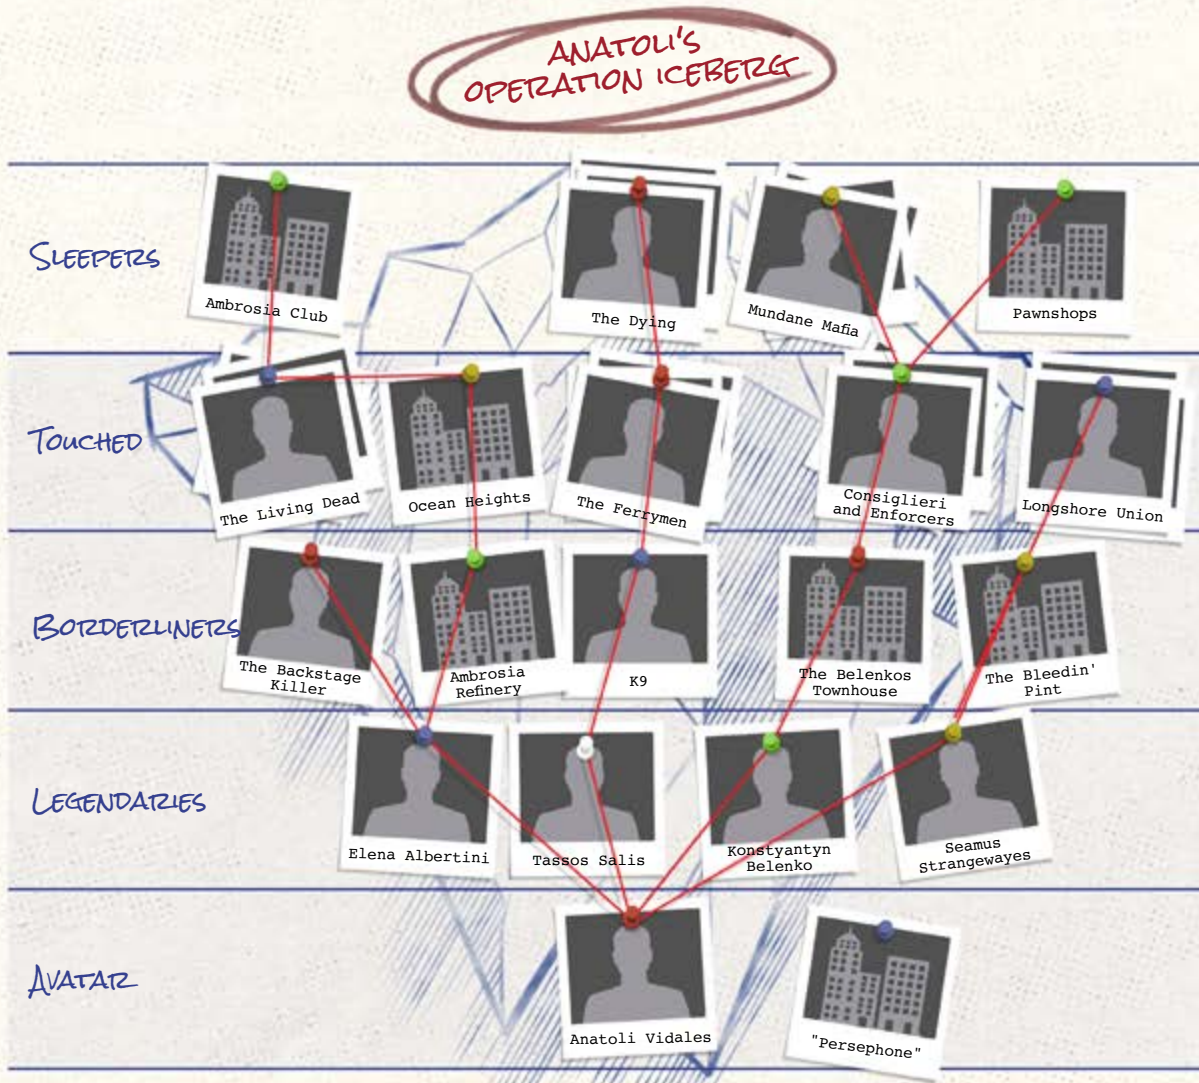 ANATOLI'S
OPERATION ICEBERG
SLEEPERS
Ambrosia Club
The Dying
Mundane Mafia
Pawnshops
TOUCHED
The Living Dead
Ocean Heights
The Ferrymen
Consiglieri
and Enforcers
Longshore Union
BORDERLINERS
The Backstage
Killer
Ambrosia
Refinery
K9
The Belenkos
Townhouse
The Bleedin'
Pint
LEGENDARIES
Elena Albertini
Tassos Salis
Konstyantyn
Belenko
Seamus
Strangewayes
AVATAR
Anatoli Vidales
"Persephone"